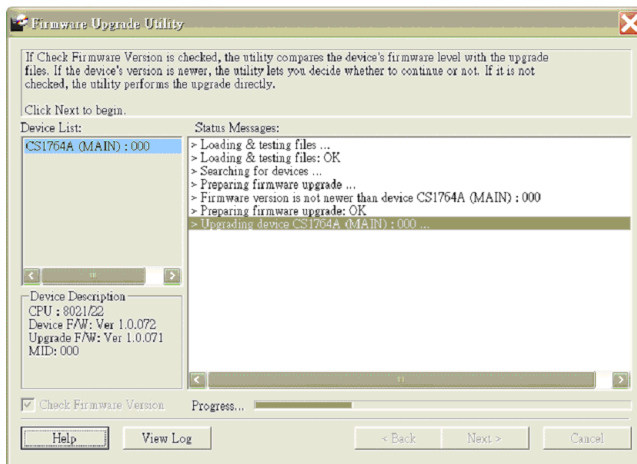 Firmware Upgrade Utility
If Check Firmware Version is checked, the utility compares the device's firmware level with the upgrade
files. If the device's version is newer, the utility lets you decide whether to continue or not. If it is not
checked, the utility performs the upgrade directly.
Click Next to begin.
Device List:
CS1764A (MAIN) : 000
Status Messages:
> Loading & testing files ...
> Loading & testing files: OK
> Searching for devices ...
> Preparing firmware upgrade ...
> Firmware version is not newer than device CS1764A (MAIN) : 000
> Preparing firmware upgrade: OK
> Upgrading device CS1764A (MAIN) : 000 ...
Device Description
CPU : 8021/22
Device F/W: Ver 1.0.072
Upgrade F/W: Ver 1.0.071
MID: 000
Check Firmware Version
Progress...
Help
View Log
< Back
Next >
Cancel